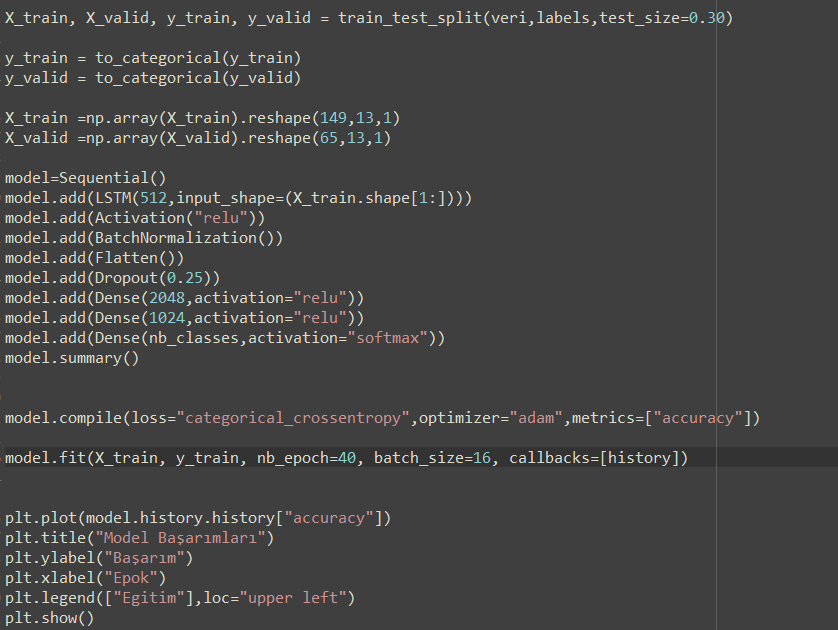 X_train, X_valid, y_train, y_valid = train_test_split(veri,labels,test_size=0.30)
y_train = to_categorical(y_train)
y_valid = to_categorical(y_valid)
X_train =np.array(X_train).reshape(149,13,1)
X_valid =np.array(X_valid).reshape(65,13,1)
model=Sequential()
model.add(LSTM(512,input_shape=(X_train.shape[1:])))
model.add(Activation("relu"))
model.add(BatchNormalization())
model.add(Flatten())
model.add(Dropout(0.25))
model.add(Dense(2048,activation="relu"))
model.add(Dense(1024,activation="relu"))
model.add(Dense(nb_classes,activation="softmax"))
model.summary()
model.compile(loss="categorical_crossentropy",optimizer="adam",metrics=["accuracy"])
model.fit(X_train, y_train, nb_epoch=40, batch_size=16, callbacks=[history])
plt.plot(model.history.history["accuracy"])
plt.title("Model Başarımları")
plt.ylabel("Başarım")
plt.xlabel("Epok")
plt.legend(["Egitim"],loc="upper left")
plt.show()